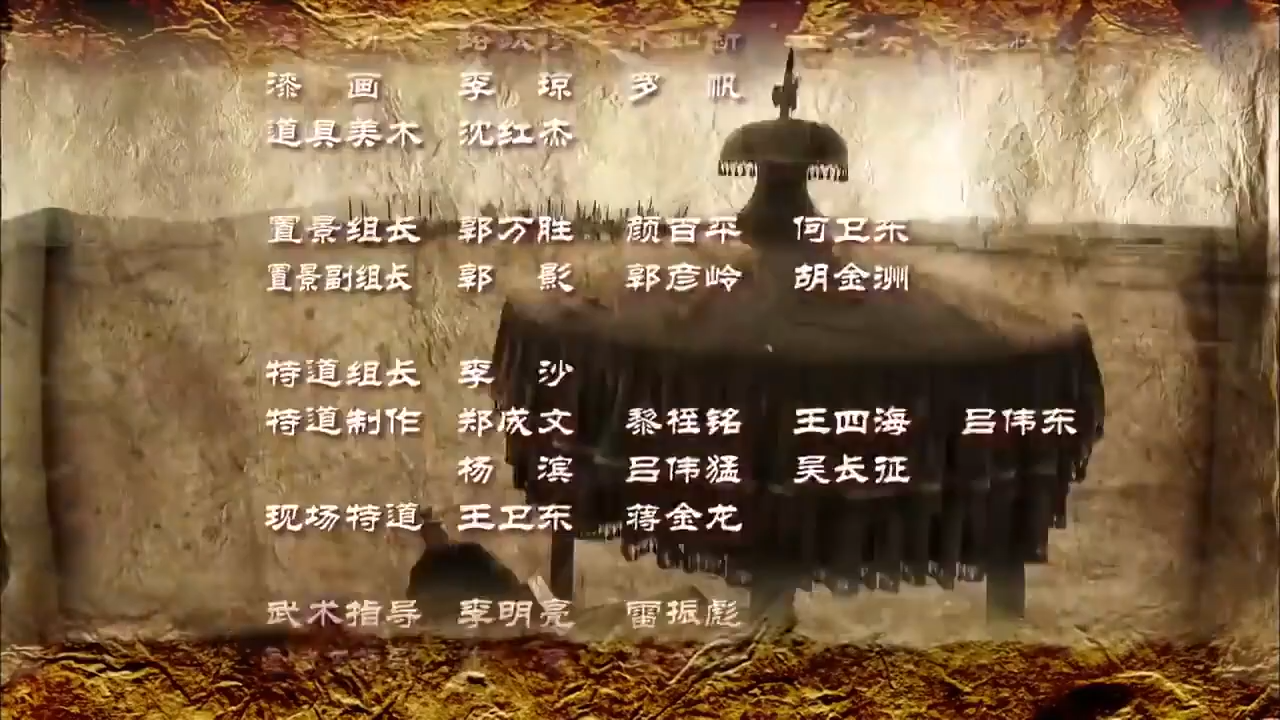 漆　画　李　琼　多　帆
道具美木　沈红杰
置景组长　郭万胜　颜百平　何卫东
置景副组长　郭　影　郭彦岭　胡金洲
特道组长　李　沙
特道制作　郑成文　黎桎铭　王四海　吕伟东
杨　滨　吕伟猛　吴长征
现场特道　王卫东　蒋金龙
武术指导　李明亮　雷振彪